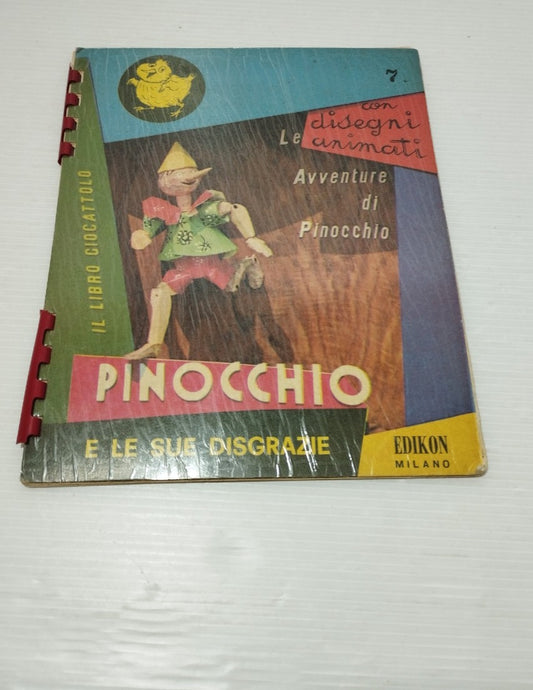 7.
con
disegni
animati
Le
Avventure
di
Pinocchio
IL LIBRO GIOCATTOLO
PINOCCHIO
E LE SUE DISGRAZIE
EDIKON
MILANO